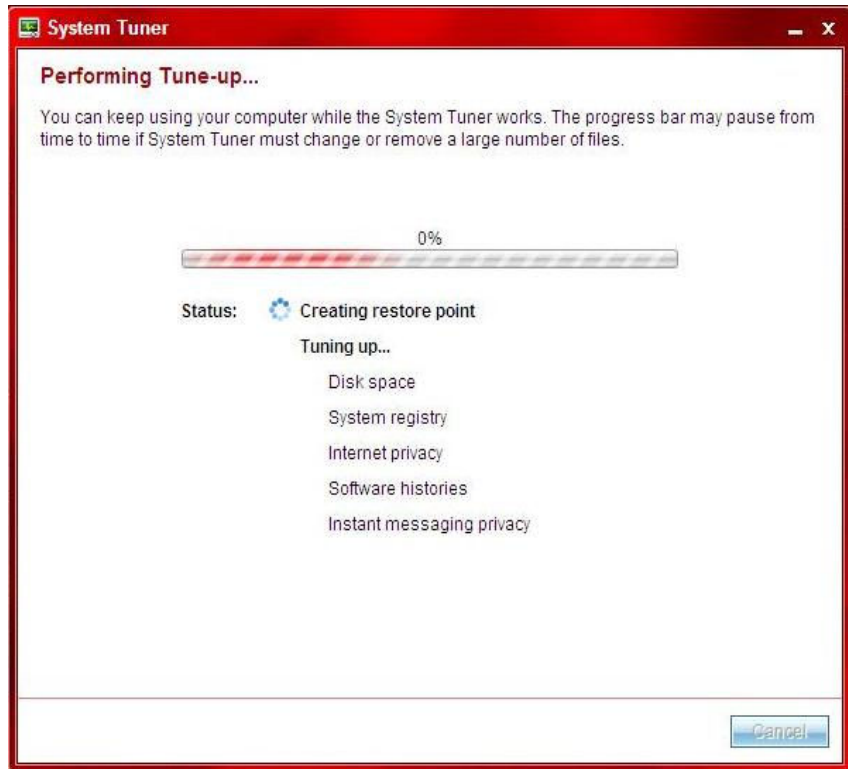 System Tuner
Performing Tune-up...
You can keep using your computer while the System Tuner works. The progress bar may pause from
time to time if System Tuner must change or remove a large number of files.
0%
Status: Creating restore point
Tuning up...
Disk space
System registry
Internet privacy
Software histories
Instant messaging privacy
Cancel